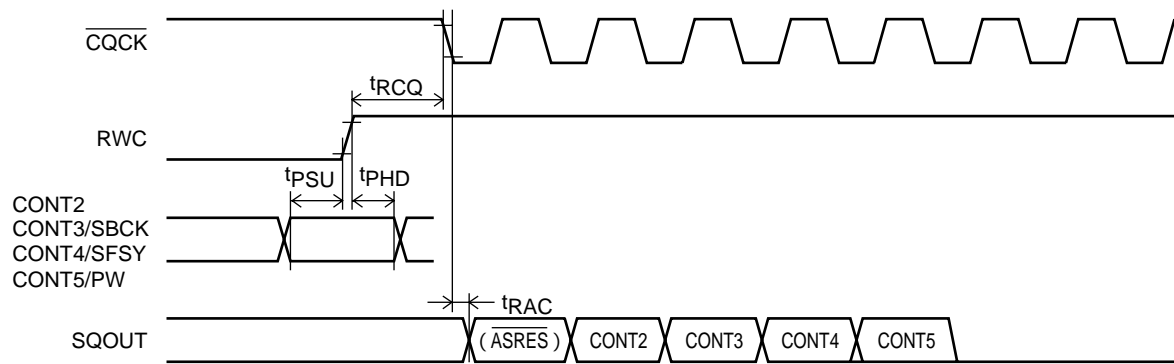 CQCK
tRCQ
RWC
tPSU
tPHD
CONT2
CONT3/SBCK
CONT4/SFSY
CONT5/PW
tRAC
SQOUT
( ASRES ) CONT2 CONT3 CONT4 CONT5